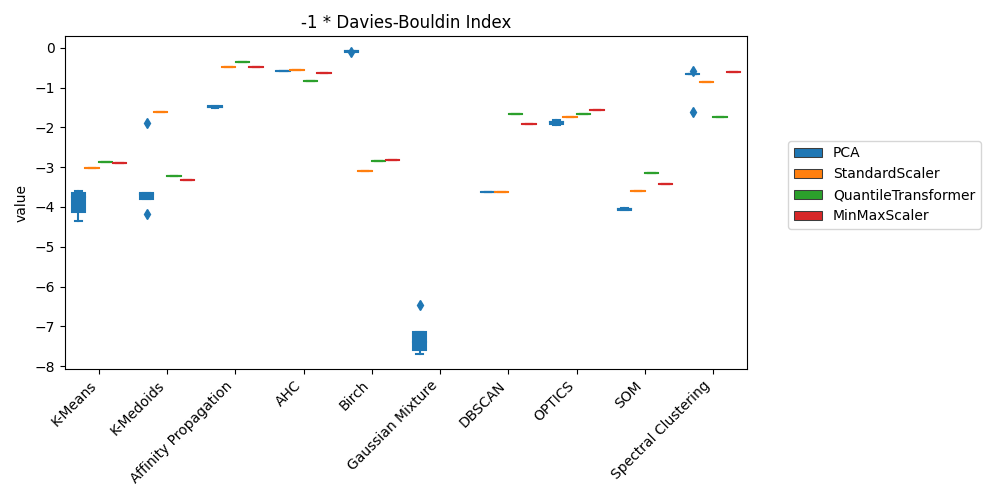 -1 * Davies-Bouldin Index
value
0
−1
−2
−3
−4
−5
−6
−7
−8
K-Means
K-Medoids
Affinity Propagation
AHC
Birch
Gaussian Mixture
DBSCAN
OPTICS
SOM
Spectral Clustering
PCA
StandardScaler
QuantileTransformer
MinMaxScaler